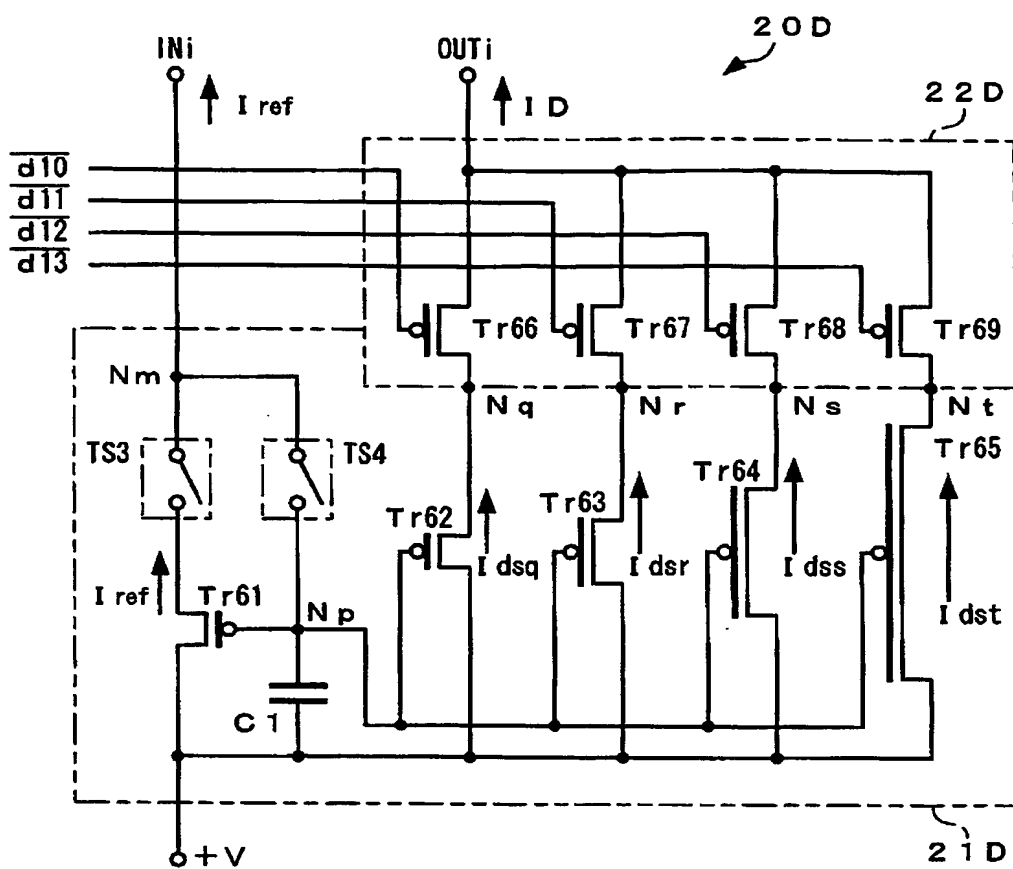 20D
INi
OUTi
I ref
I D
22D
d10
d11
d12
d13
Tr66
Tr67
Tr68
Tr69
Nm
Nq
Nr
Ns
Nt
TS3
TS4
Tr65
Tr64
Tr63
Tr62
I dsq
I dsr
I dss
I dst
I ref
Tr61
Np
C1
+V
21D